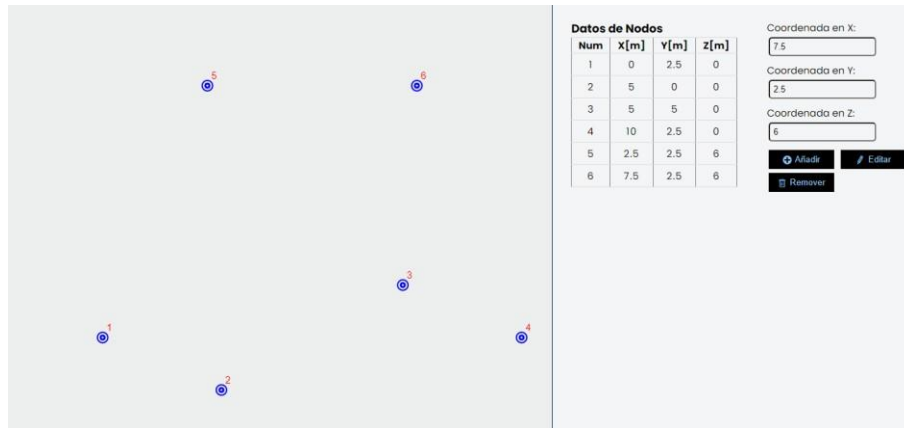 5
6
3
1
4
2
Datos de Nodos
Num X[m] Y[m] Z[m]
1 0 2.5 0
2 5 0 0
3 5 5 0
4 10 2.5 0
5 2.5 2.5 6
6 7.5 2.5 6
Coordenada en X:
7.5
Coordenada en Y:
2.5
Coordenada en Z:
6
Añadir Editar
Remover